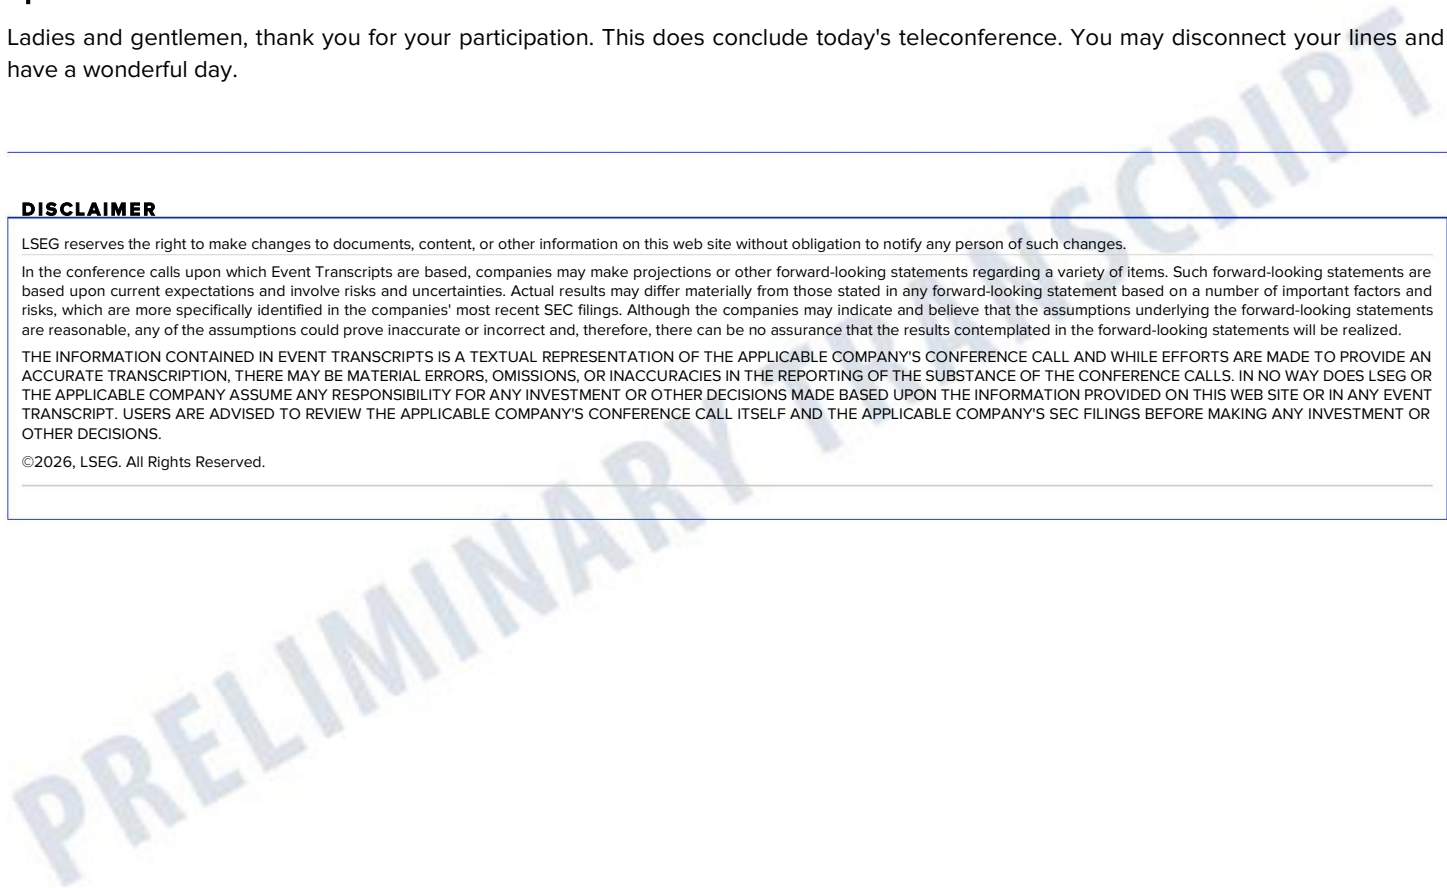 Ladies and gentlemen, thank you for your participation. This does conclude today's teleconference. You may disconnect your lines and
have a wonderful day.
DISCLAIMER
LSEG reserves the right to make changes to documents, content, or other information on this web site without obligation to notify any person of such changes.
In the conference calls upon which Event Transcripts are based, companies may make projections or other forward-looking statements regarding a variety of items. Such forward-looking statements are
based upon current expectations and involve risks and uncertainties. Actual results may differ materially from those stated in any forward-looking statement based on a number of important factors and
risks, which are more specifically identified in the companies' most recent SEC filings. Although the companies may indicate and believe that the assumptions underlying the forward-looking statements
are reasonable, any of the assumptions could prove inaccurate or incorrect and, therefore, there can be no assurance that the results contemplated in the forward-looking statements will be realized.
THE INFORMATION CONTAINED IN EVENT TRANSCRIPTS IS A TEXTUAL REPRESENTATION OF THE APPLICABLE COMPANY'S CONFERENCE CALL AND WHILE EFFORTS ARE MADE TO PROVIDE AN
ACCURATE TRANSCRIPTION, THERE MAY BE MATERIAL ERRORS, OMISSIONS, OR INACCURACIES IN THE REPORTING OF THE SUBSTANCE OF THE CONFERENCE CALLS. IN NO WAY DOES LSEG OR
THE APPLICABLE COMPANY ASSUME ANY RESPONSIBILITY FOR ANY INVESTMENT OR OTHER DECISIONS MADE BASED UPON THE INFORMATION PROVIDED ON THIS WEB SITE OR IN ANY EVENT
TRANSCRIPT. USERS ARE ADVISED TO REVIEW THE APPLICABLE COMPANY'S CONFERENCE CALL ITSELF AND THE APPLICABLE COMPANY'S SEC FILINGS BEFORE MAKING ANY INVESTMENT OR
OTHER DECISIONS.
©2026, LSEG. All Rights Reserved.
PRELIMINARY TRANSCRIPT